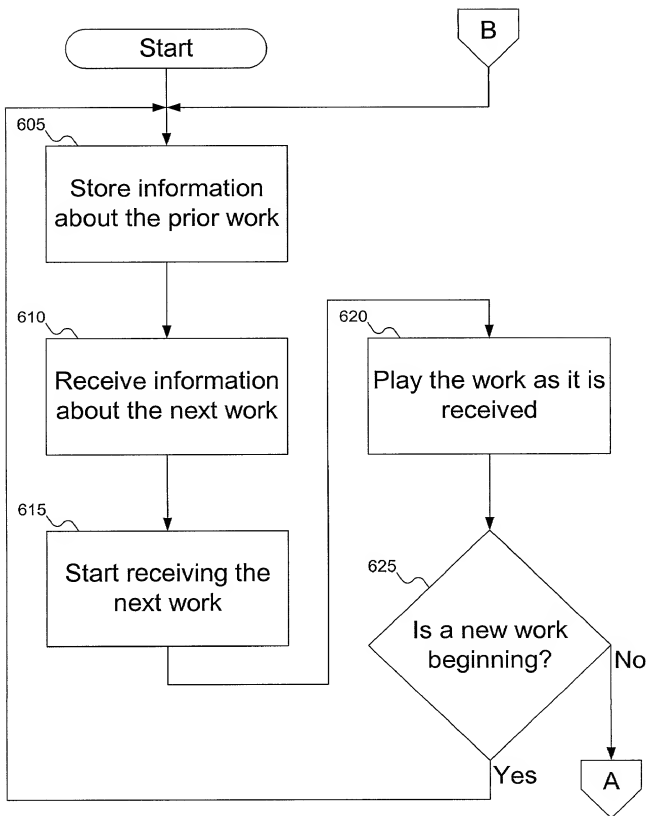 Start
B
605
Store information
about the prior work
610
Receive information
about the next work
615
Start receiving the
next work
620
Play the work as it is
received
625
Is a new work
beginning?
No
Yes
A